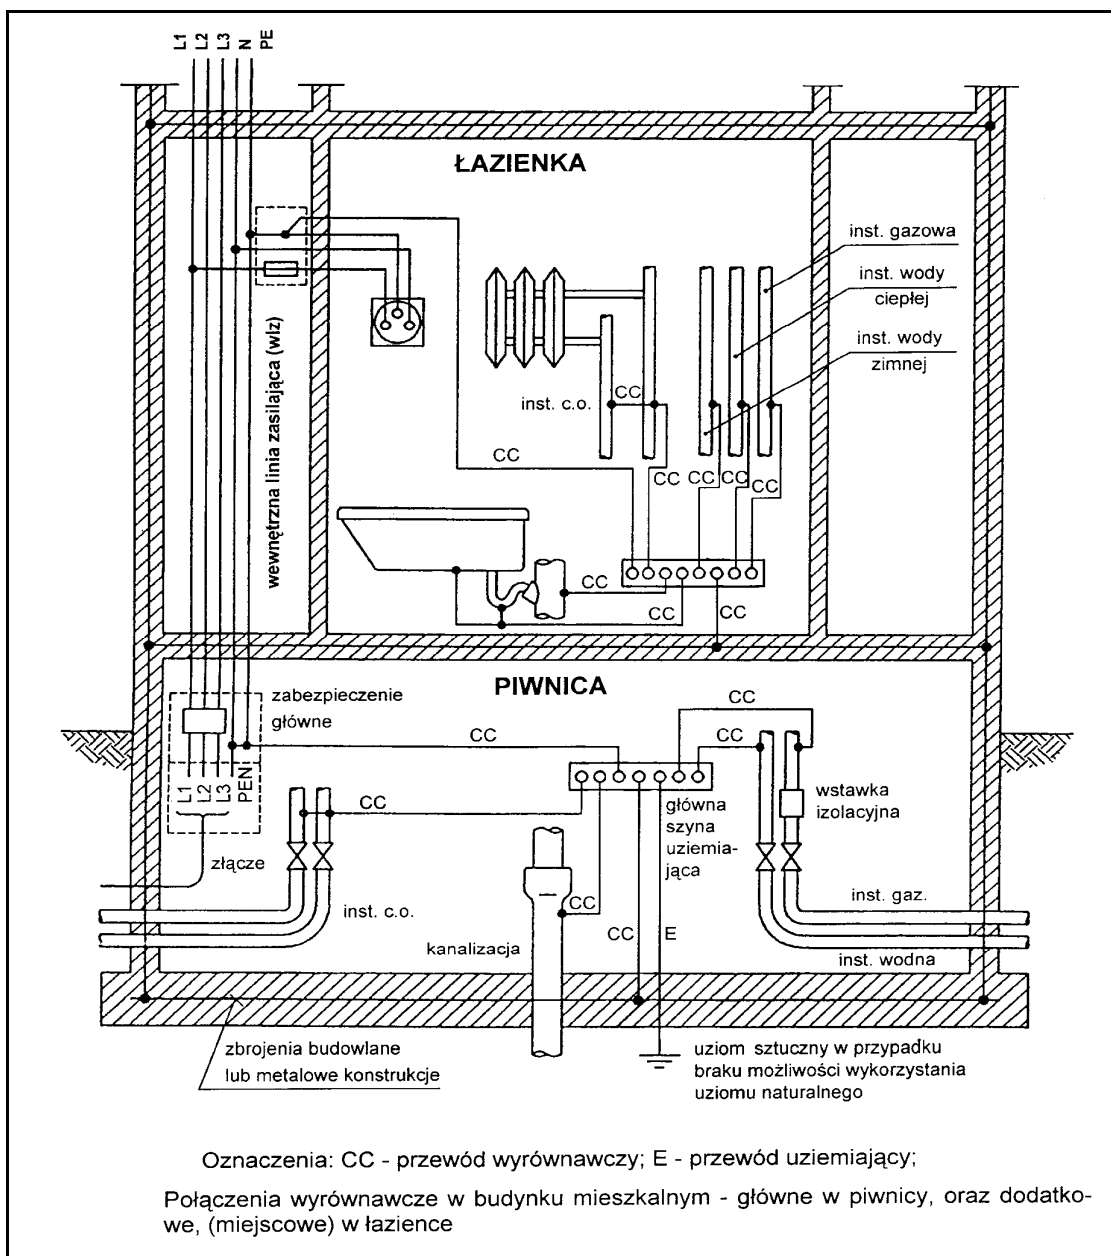 L1 L2 L3 N PE
ŁAZIENKA
inst. gazowa
inst. wody
ciepłej
inst. wody
zimnej
wewnętrzna linia zasilająca (wlz)
inst. c.o.
CC
CC
CC
CC
CC
CC
CC
CC
CC
PIWNICA
zabezpieczenie
główne
CC
CC
CC
L1 L2 L3 PEN
CC
główna
szyna
uziemia-
jąca
wstawka
izolacyjna
złącze
inst. c.o.
CC
kanalizacja
CC
E
inst. gaz.
inst. wodna
zbrojenia budowlane
lub metalowe konstrukcje
uziom sztuczny w przypadku
braku możliwości wykorzystania
uziomu naturalnego
Oznaczenia: CC - przewód wyrównawczy; E - przewód uziemiający;
Połączenia wyrównawcze w budynku mieszkalnym - główne w piwnicy, oraz dodatko-
we, (miejscowe) w łazience